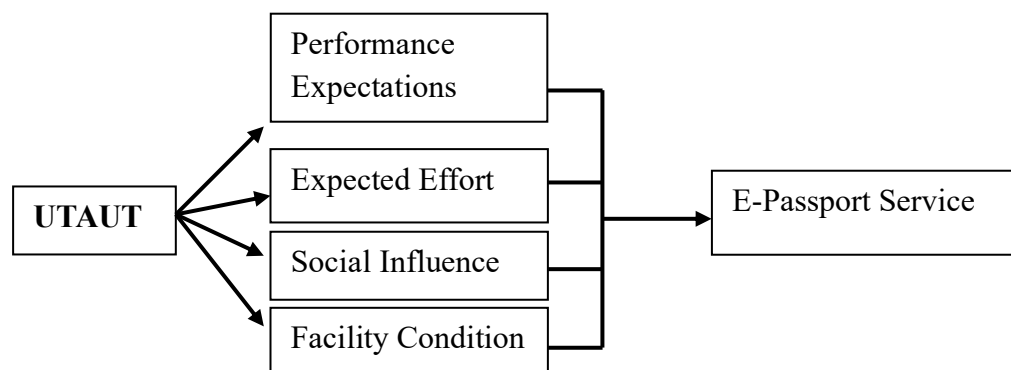 UTAUT
Performance
Expectations
Expected Effort
Social Influence
Facility Condition
E-Passport Service